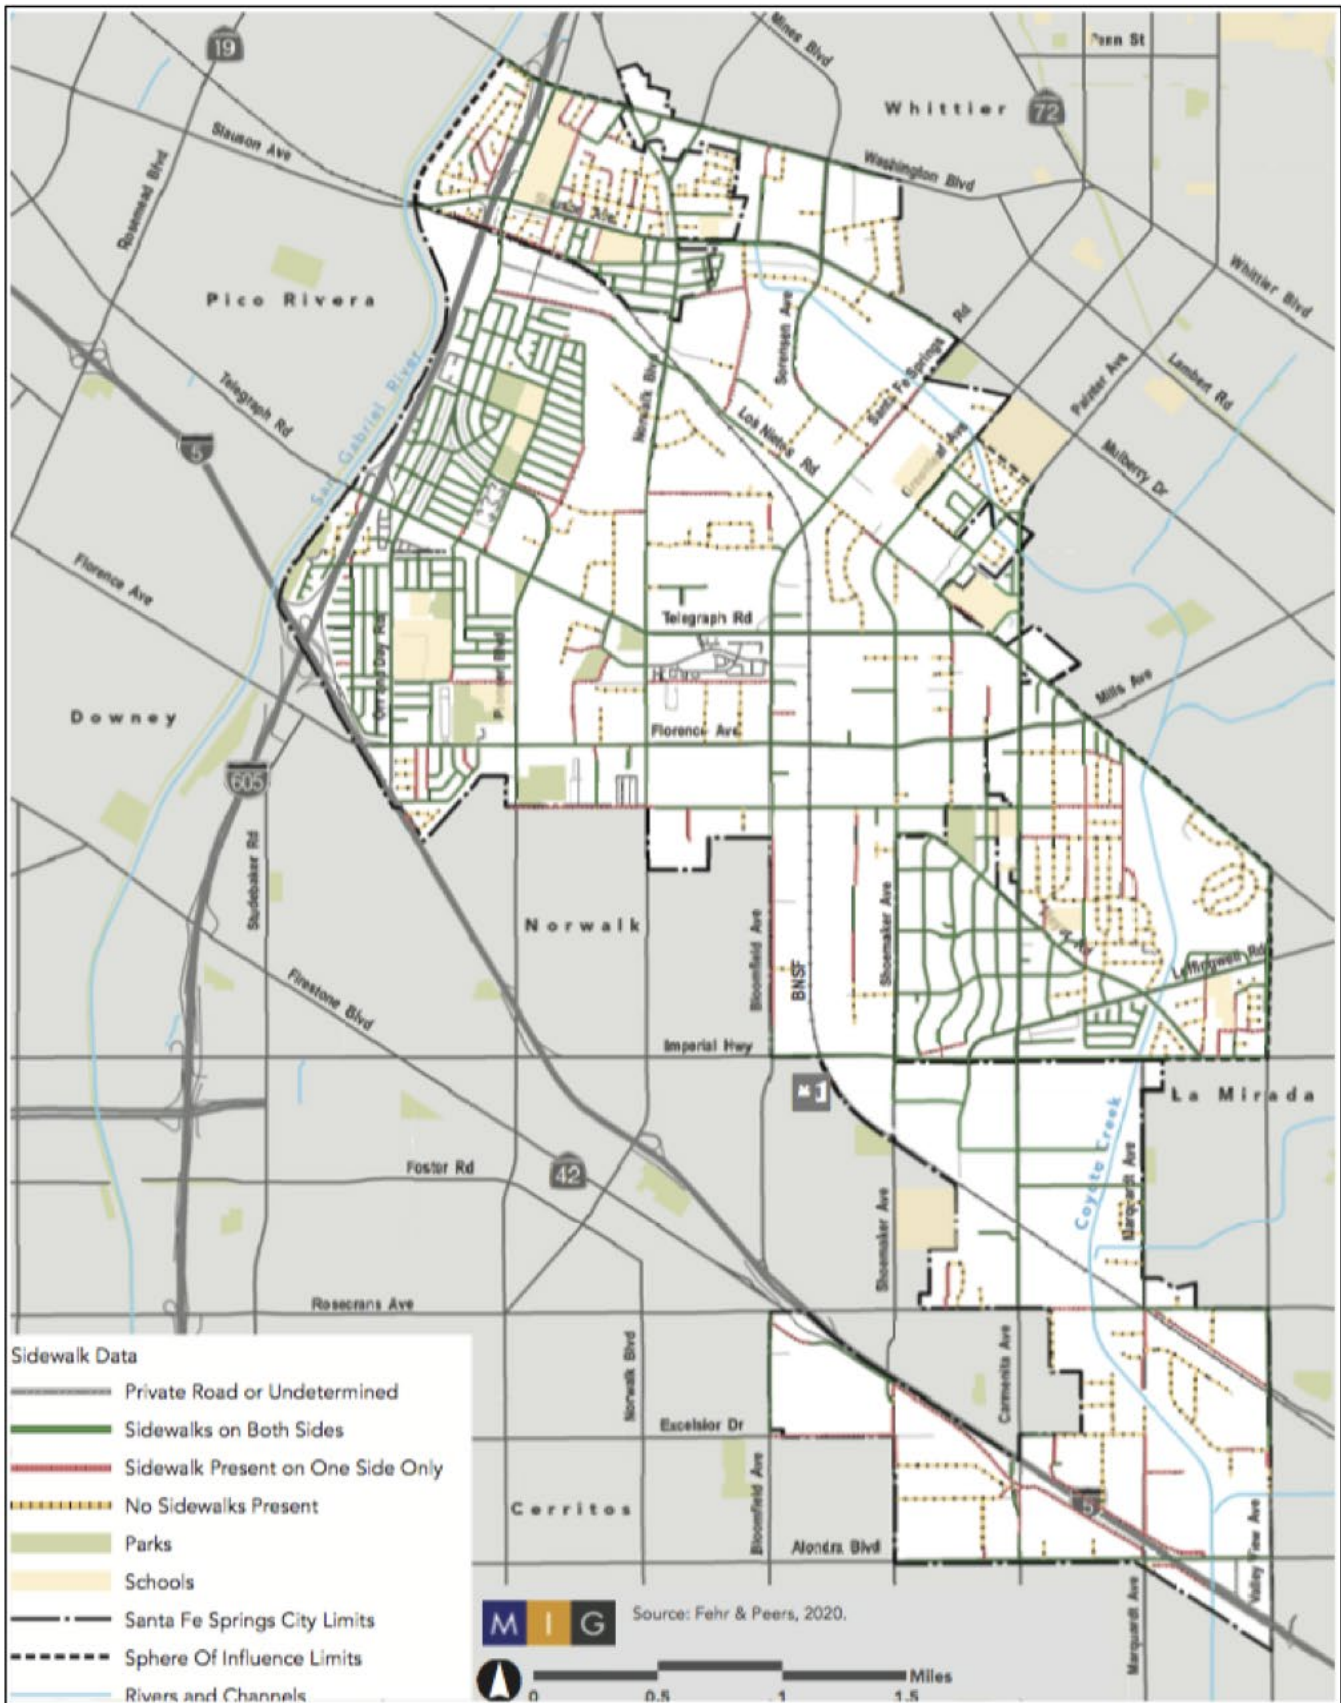 19
Mines Blvd
Penn St
72
Whittier
Slauson Ave
Washington Blvd
Rosemead Blvd
Whittier Blvd
Pico Rivera
Rd
Sorensen Ave
Santa Fe Springs
Painter Ave
Lambert Rd
Telegraph Rd
Norwalk Blvd
San Gabriel River
Los Nietos Rd
5
Mulberry Dr
Florence Ave
Telegraph Rd
Orr and Day Rd
Mills Ave
Downey
Florence Ave
605
Studebaker Rd
Norwalk
Bloomfield Ave
BNSF
Shoemaker Ave
Leffingwell Rd
Firestone Blvd
Imperial Hwy
La Mirada
Coyote Creek
Marquardt Ave
Foster Rd
42
Shoemaker Ave
Rosecrans Ave
Norwalk Blvd
Carmenita Ave
Excelsior Dr
Bloomfield Ave
Cerritos
5
Alondra Blvd
Valley View Ave
Marquardt Ave
Sidewalk Data
Private Road or Undetermined
Sidewalks on Both Sides
Sidewalk Present on One Side Only
No Sidewalks Present
Parks
Schools
Santa Fe Springs City Limits
Sphere Of Influence Limits
Rivers and Channels
M I G
Source: Fehr & Peers, 2020.
Miles
0 0.5 1 1.5